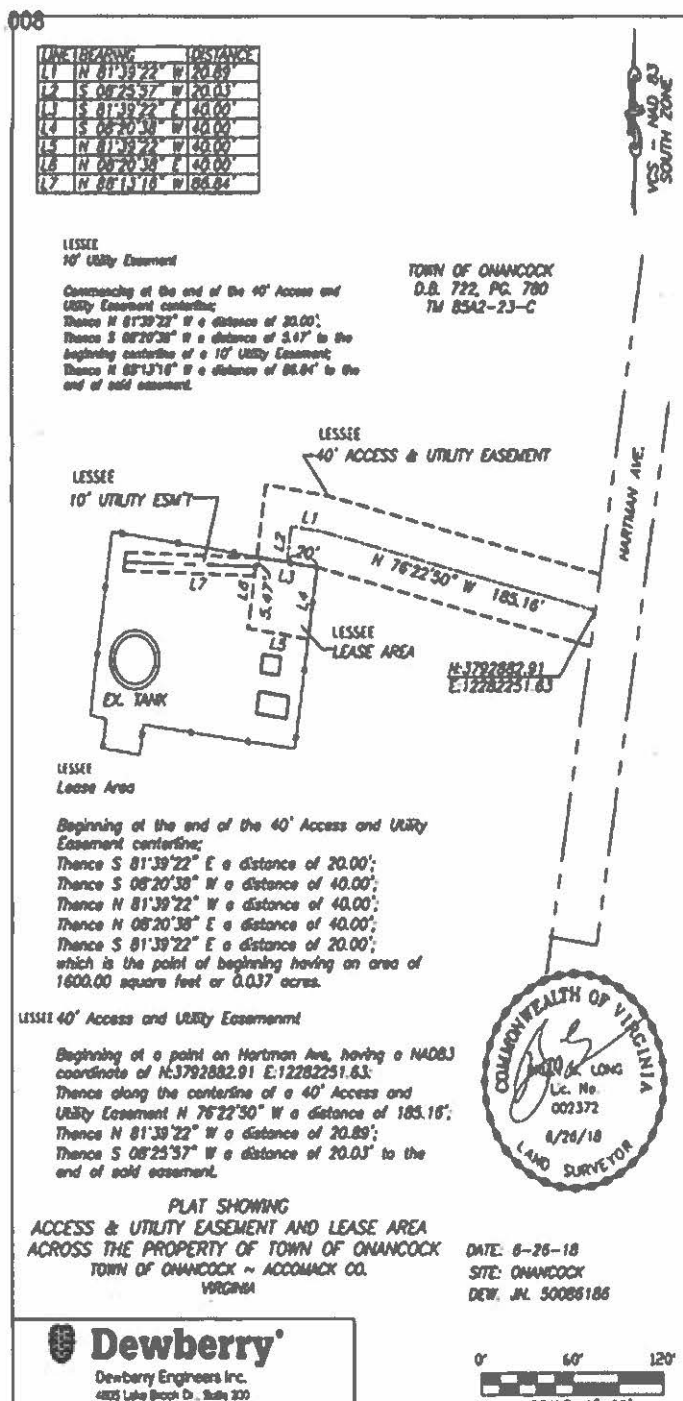 008
LINE BEARING DISTANCE
L1 N 81°39'22" W 20.89'
L2 S 08°25'57" W 20.03'
L3 S 81°39'22" E 40.00'
L4 S 08°20'38" W 40.00'
L5 N 81°39'22" W 40.00'
L6 N 08°20'38" E 40.00'
L7 N 88°13'16" W 86.84'
VCS - NAD 83
SOUTH ZONE
LESSEE
10' Utility Easement
Commencing at the end of the 40' Access and
Utility Easement centerline;
Thence N 81°39'22" W a distance of 20.00';
Thence S 08°20'38" W a distance of 5.47' to the
beginning centerline of a 10' Utility Easement;
Thence N 88°13'16" W a distance of 86.84' to the
end of said easement.
TOWN OF ONANCOCK
D.B. 722, PG. 780
TM 85A2-23-C
HARTMAN AVE.
LESSEE
40' ACCESS & UTILITY EASEMENT
LESSEE
10' UTILITY ESM'T
L1
L2
20'
L3
N 76°22'50" W 185.16'
L7
L6
5.47'
L4
L5
LESSEE
LEASE AREA
N:3792882.91
E:12282251.63
EX. TANK
LESSEE
Lease Area
Beginning at the end of the 40' Access and Utility
Easement centerline;
Thence S 81°39'22" E a distance of 20.00';
Thence S 08°20'38" W a distance of 40.00';
Thence N 81°39'22" W a distance of 40.00';
Thence N 08°20'38" E a distance of 40.00';
Thence S 81°39'22" E a distance of 20.00';
which is the point of beginning having an area of
1600.00 square feet or 0.037 acres.
LESSEE 40' Access and Utility Easemenmt
Beginning at a point on Hartman Ave, having a NAD83
coordinate of N:3792882.91 E:12282251.63;
Thence along the centerline of a 40' Access and
Utility Easement N 76°22'50" W a distance of 185.16';
Thence N 81°39'22" W a distance of 20.89';
Thence S 08°25'57" W a distance of 20.03' to the
end of said easement.
COMMONWEALTH OF VIRGINIA
LONG
Lic. No.
002372
6/26/18
LAND SURVEYOR
PLAT SHOWING
ACCESS & UTILITY EASEMENT AND LEASE AREA
ACROSS THE PROPERTY OF TOWN OF ONANCOCK
TOWN OF ONANCOCK ~ ACCOMACK CO.
VIRGINIA
DATE: 6-26-18
SITE: ONANCOCK
DEW. JN. 50086186
Dewberry
Dewberry Engineers Inc.
4805 Lake Brook Dr., Suite 200
0' 60' 120'